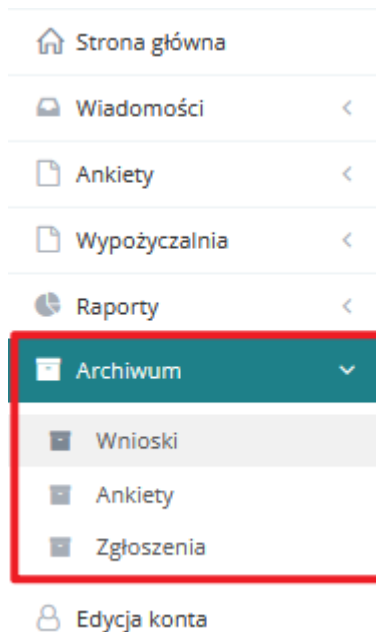 Strona główna
Wiadomości
Ankiety
Wypożyczalnia
Raporty
Archiwum
Wnioski
Ankiety
Zgłoszenia
Edycja konta